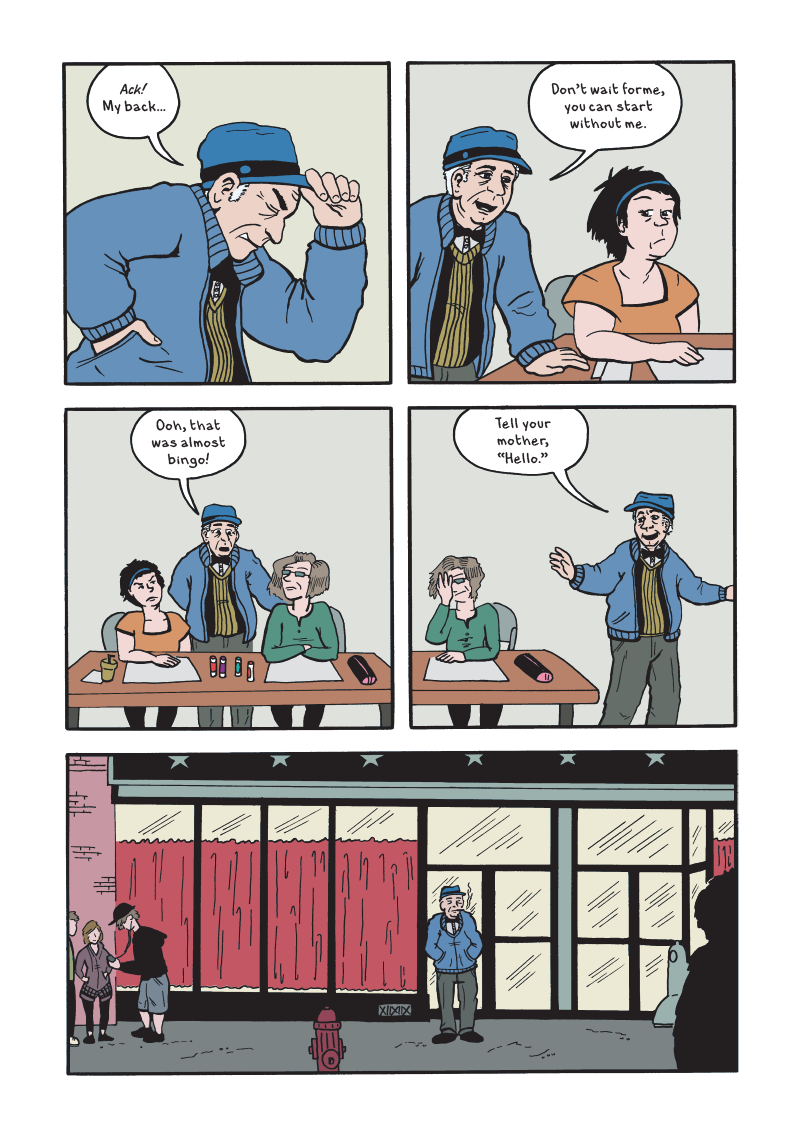 Ack!
My back...
Don't wait forme,
you can start
without me.
Ooh, that
was almost
bingo!
Tell your
mother,
“Hello.”
XIXIX